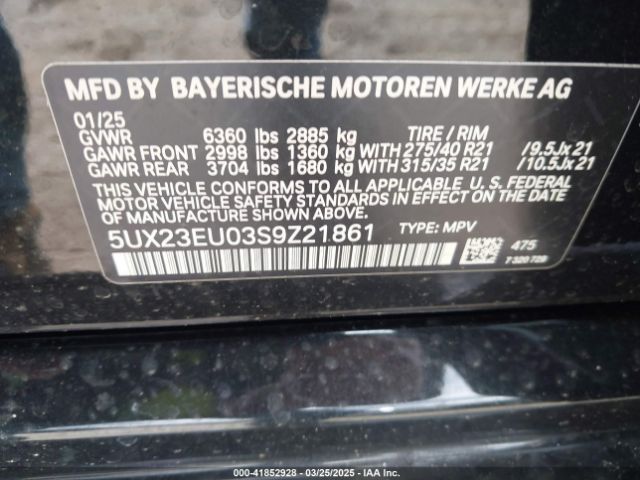 MFD BY BAYERISCHE MOTOREN WERKE AG
01/25
GVWR 6360 lbs 2885 kg TIRE / RIM
GAWR FRONT 2998 lbs 1360 kg WITH 275/40 R21 /9.5Jx21
GAWR REAR 3704 lbs 1680 kg WITH 315/35 R21 /10.5Jx21
THIS VEHICLE CONFORMS TO ALL APPLICABLE U. S. FEDERAL
MOTOR VEHICLE SAFETY STANDARDS IN EFFECT ON THE
DATE OF MANUFACTURE SHOWN ABOVE.
5UX23EU03S9Z21861 TYPE: MPV
475
7 320 728
000-41852928 - 03/25/2025 - IAA Inc.